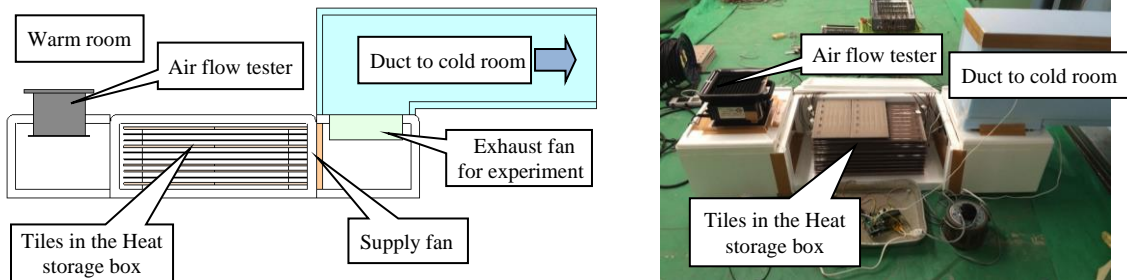 Warm room
Air flow tester
Duct to cold room
Exhaust fan
for experiment
Tiles in the Heat
storage box
Supply fan
Air flow tester
Duct to cold room
Tiles in the Heat
storage box